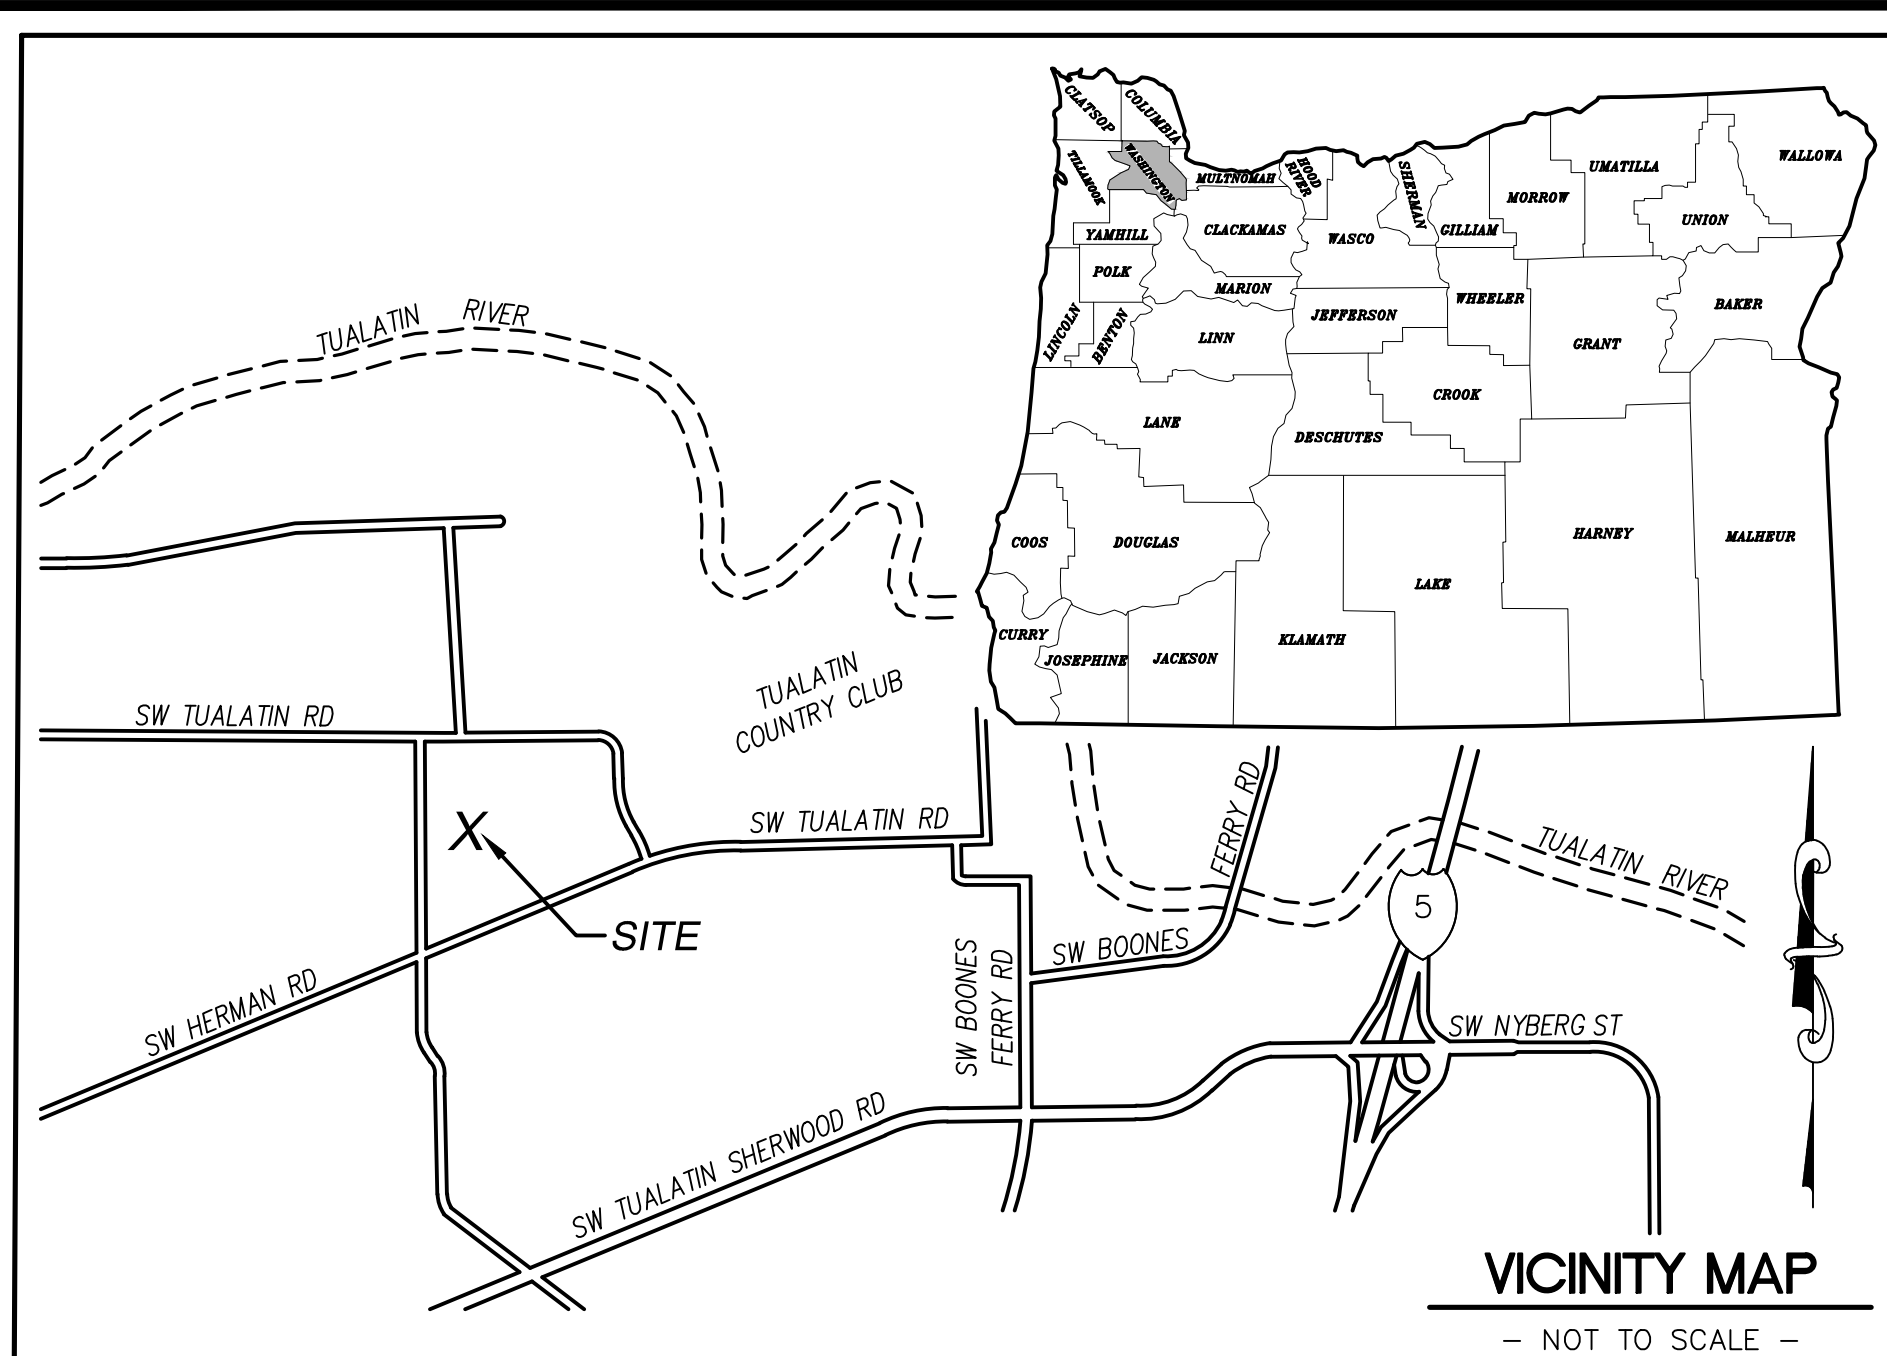 CLATSOP
COLUMBIA
TILLAMOOK
WASHINGTON
MULTNOMAH
HOOD
RIVER
SHERMAN
UMATILLA
WALLOWA
MORROW
UNION
GILLIAM
WASCO
CLACKAMAS
YAMHILL
POLK
MARION
WHEELER
BAKER
JEFFERSON
LINCOLN
BENTON
LINN
GRANT
CROOK
LANE
DESCHUTES
HARNEY
MALHEUR
COOS
DOUGLAS
LAKE
CURRY
JOSEPHINE
JACKSON
KLAMATH
TUALATIN RIVER
TUALATIN
COUNTRY CLUB
SW TUALATIN RD
SW TUALATIN RD
X
SITE
SW HERMAN RD
SW BOONES
FERRY RD
SW BOONES
FERRY RD
5
TUALATIN RIVER
SW NYBERG ST
SW TUALATIN SHERWOOD RD
VICINITY MAP
- NOT TO SCALE -